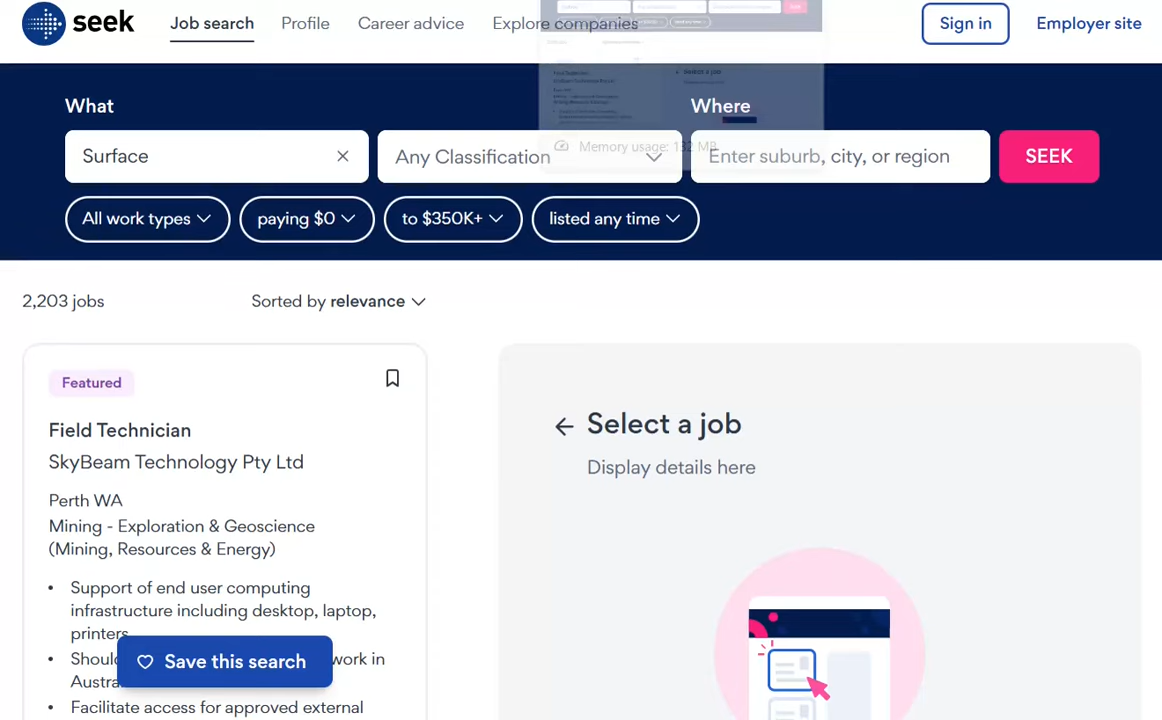 seek
Job search
Profile
Career advice
Explore companies
Sign in
Employer site
What
Where
Surface
Any Classification
Enter suburb, city, or region
SEEK
Memory usage: 132 MB
All work types
paying $0
to $350K+
listed any time
2,203 jobs
Sorted by relevance
Featured
Field Technician
SkyBeam Technology Pty Ltd
Perth WA
Mining - Exploration & Geoscience
(Mining, Resources & Energy)
• Support of end user computing
infrastructure including desktop, laptop,
printers
• work in
• Facilitate access for approved external
Save this search
Select a job
Display details here